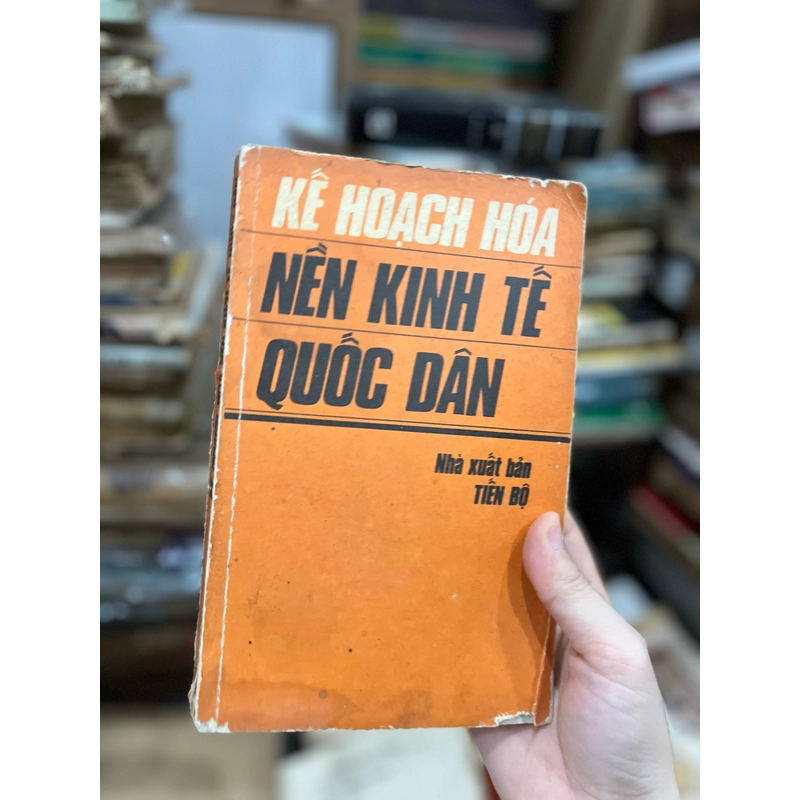 KẾ HOẠCH HÓA
NỀN KINH TẾ
QUỐC DÂN
Nhà xuất bản
TIẾN BỘ